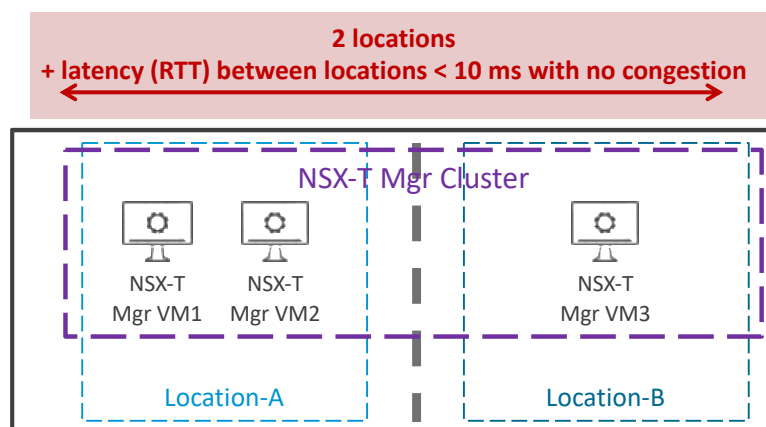 2 locations
+ latency (RTT) between locations < 10 ms with no congestion
NSX-T Mgr Cluster
NSX-T
Mgr VM1
NSX-T
Mgr VM2
NSX-T
Mgr VM3
Location-A
Location-B